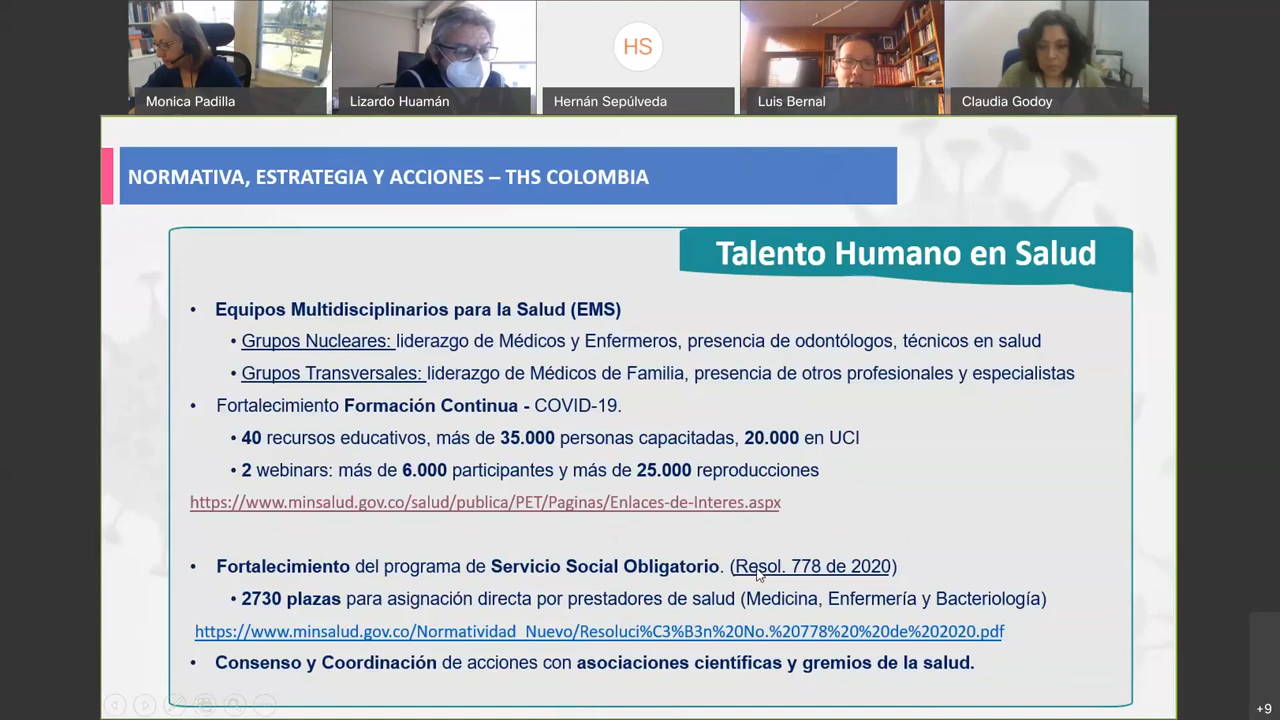 HS
Monica Padilla
Lizardo Huamán
Hernán Sepúlveda
Luis Bernal
Claudia Godoy
NORMATIVA, ESTRATEGIA Y ACCIONES – THS COLOMBIA
Talento Humano en Salud
• Equipos Multidisciplinarios para la Salud (EMS)
• Grupos Nucleares: liderazgo de Médicos y Enfermeros, presencia de odontólogos, técnicos en salud
• Grupos Transversales: liderazgo de Médicos de Familia, presencia de otros profesionales y especialistas
• Fortalecimiento Formación Continua - COVID-19.
• 40 recursos educativos, más de 35.000 personas capacitadas, 20.000 en UCI
• 2 webinars: más de 6.000 participantes y más de 25.000 reproducciones
https://www.minsalud.gov.co/salud/publica/PET/Paginas/Enlaces-de-Interes.aspx
• Fortalecimiento del programa de Servicio Social Obligatorio. (Resol. 778 de 2020)
• 2730 plazas para asignación directa por prestadores de salud (Medicina, Enfermería y Bacteriología)
https://www.minsalud.gov.co/Normatividad_Nuevo/Resoluci%C3%B3n%20No.%20778%20%20de%202020.pdf
• Consenso y Coordinación de acciones con asociaciones científicas y gremios de la salud.
+9